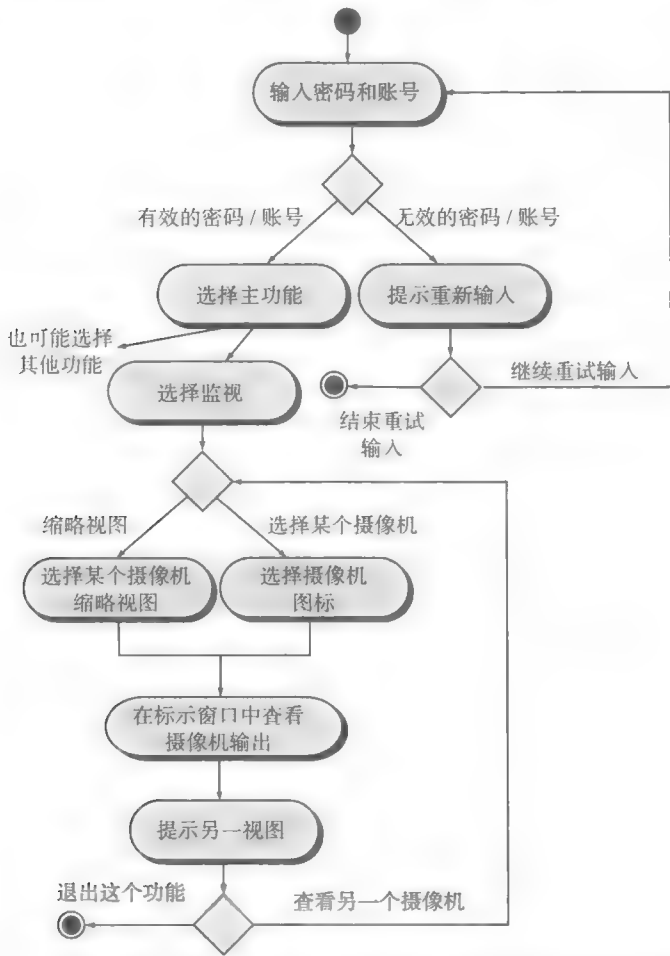 输入密码和账号
有效的密码 / 账号
无效的密码 / 账号
选择主功能
提示重新输入
也可能选择
其他功能
选择监视
继续重试输入
结束重试
输入
缩略视图
选择某个摄像机
选择某个摄像机
缩略视图
选择摄像机
图标
在标示窗口中查看
摄像机输出
提示另一视图
退出这个功能
查看另一个摄像机